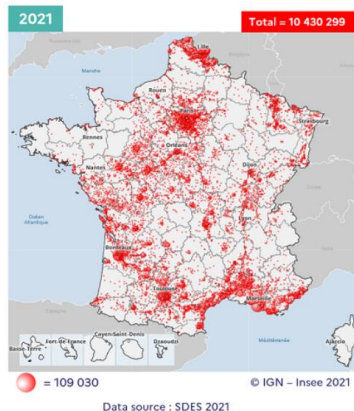 2021
Total = 10 430 299
Lille
Manche
Rouen
Paris
Strasbourg
Rennes
Orléans
Nantes
Dijon
Océan
Atlantique
Lyon
Bordeaux
Toulouse
Marseille
Basse-Terre
Fort-de-France
Cayenne
Saint-Denis
Dzaoudzi
Méditérranée
Ajaccio
= 109 030
© IGN – Insee 2021
Data source : SDES 2021